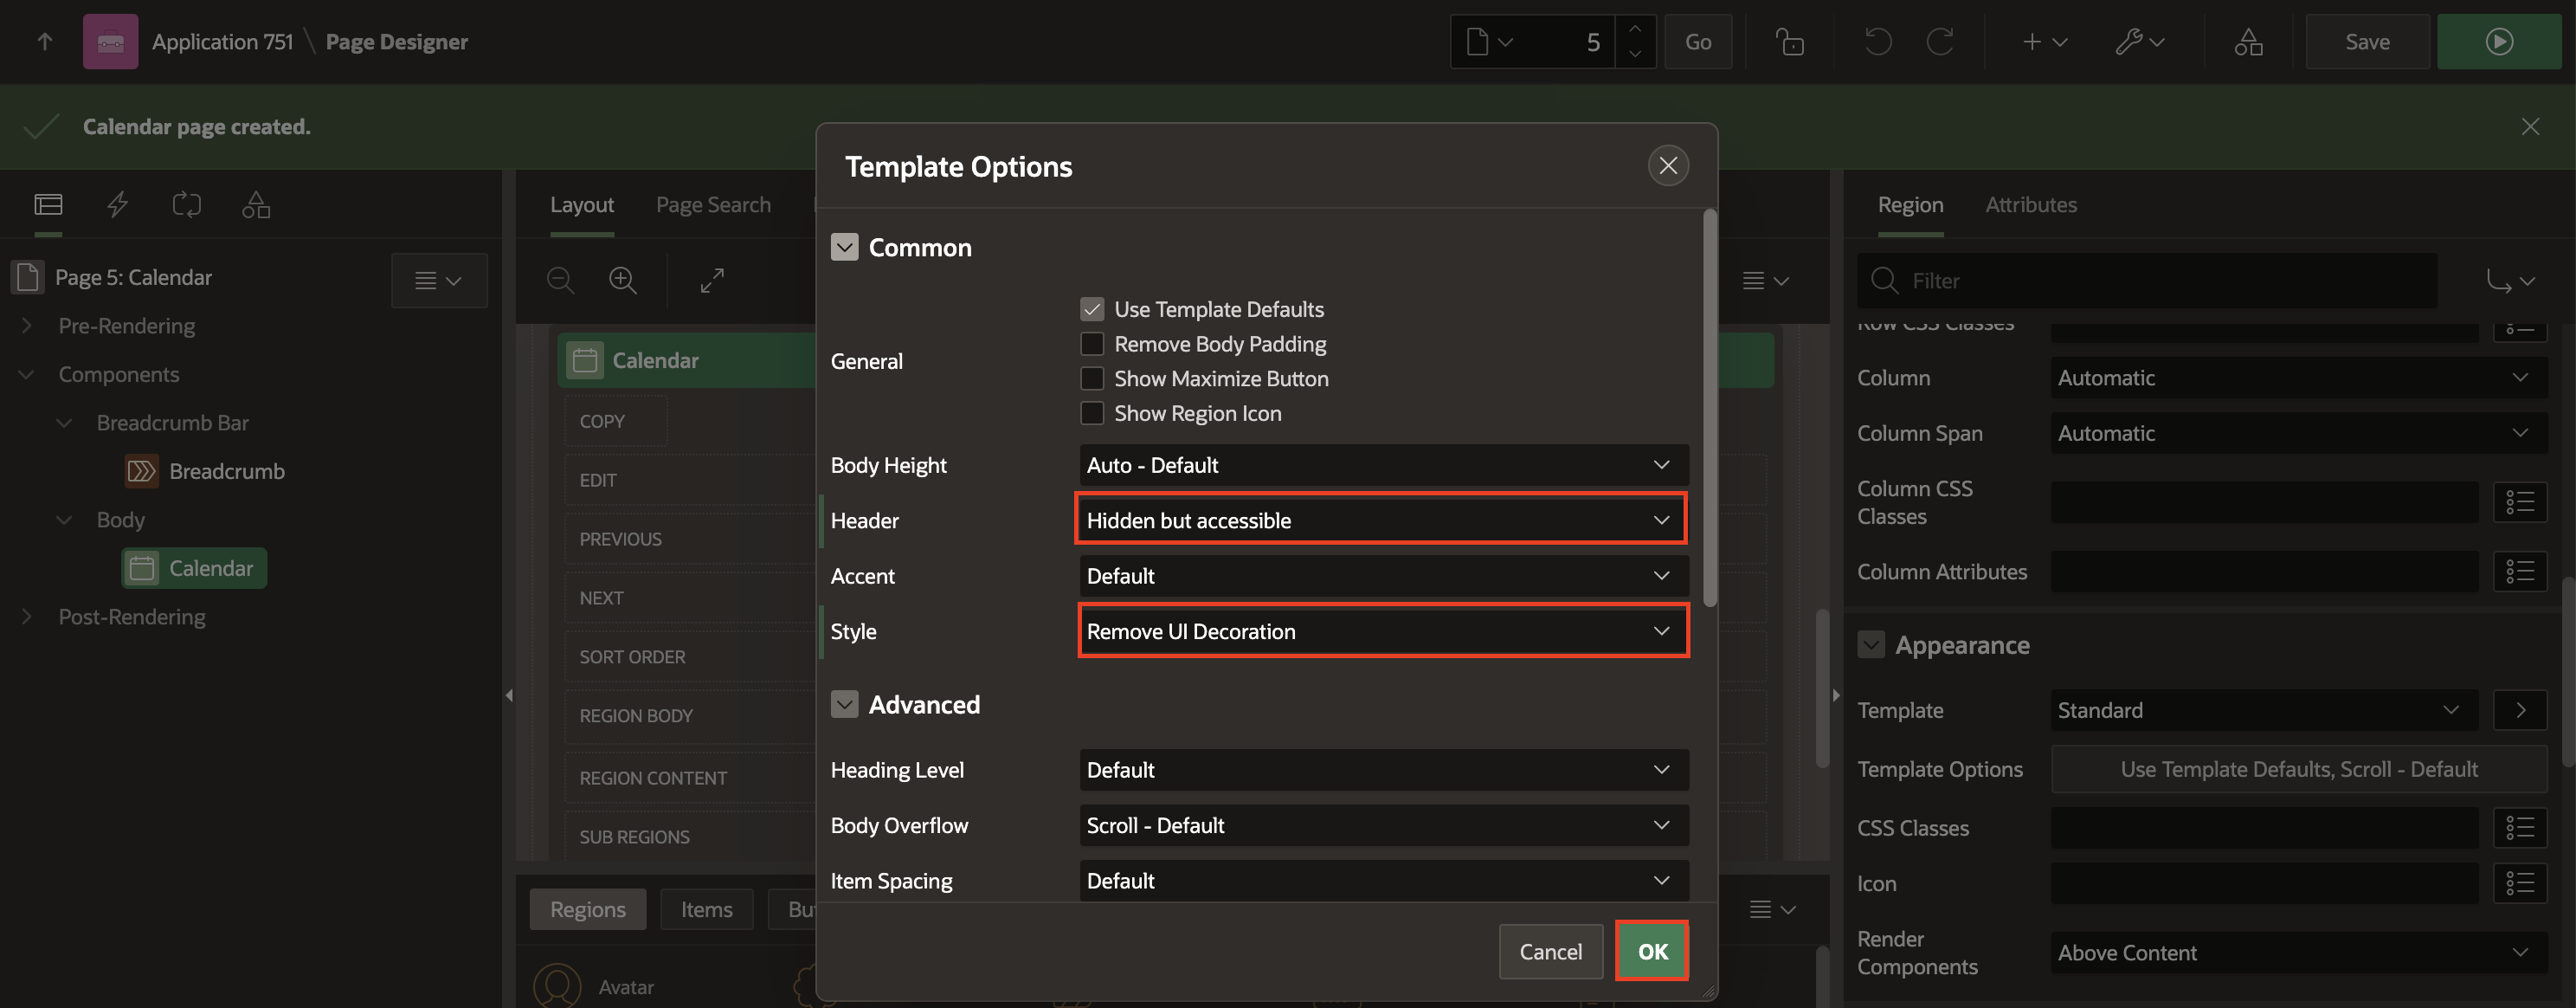 Application 751 \ Page Designer
5
Go
Save
Calendar page created.
Template Options
Layout
Page Search
Region
Attributes
Common
Page 5: Calendar
Filter
Use Template Defaults
Pre-Rendering
Row CSS Classes
Remove Body Padding
General
Calendar
Components
Show Maximize Button
Column
Automatic
COPY
Show Region Icon
Breadcrumb Bar
Column Span
Automatic
Body Height
Auto - Default
Breadcrumb
EDIT
Column CSS
Classes
Header
Hidden but accessible
Body
PREVIOUS
Calendar
Accent
Default
Column Attributes
NEXT
Post-Rendering
Style
Remove UI Decoration
Appearance
SORT ORDER
Advanced
Template
Standard
REGION BODY
Heading Level
Default
Template Options
Use Template Defaults, Scroll - Default
REGION CONTENT
Body Overflow
Scroll - Default
CSS Classes
SUB REGIONS
Item Spacing
Default
Icon
Regions
Items
Cancel
OK
Render
Components
Above Content
Avatar